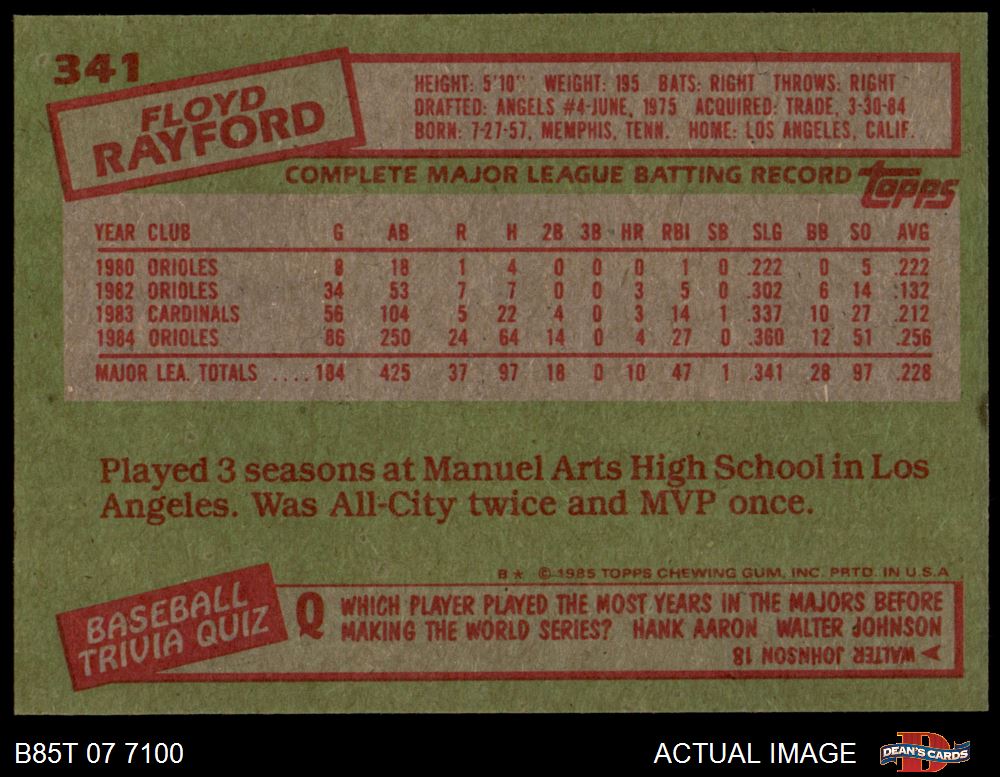 341
FLOYD
RAYFORD
HEIGHT: 5'10" WEIGHT: 195 BATS: RIGHT THROWS: RIGHT
DRAFTED: ANGELS #4-JUNE, 1975 ACQUIRED: TRADE, 3-30-84
BORN: 7-27-57, MEMPHIS, TENN. HOME: LOS ANGELES, CALIF.
COMPLETE MAJOR LEAGUE BATTING RECORD topps
YEAR CLUB G AB R H 2B 3B HR RBI SB SLG BB SO AVG
1980 ORIOLES 8 18 1 4 0 0 0 1 0 .222 0 5 .222
1982 ORIOLES 34 53 7 7 0 0 3 5 0 .302 6 14 .132
1983 CARDINALS 56 104 5 22 4 0 3 14 1 .337 10 27 .212
1984 ORIOLES 86 250 24 64 14 0 4 27 0 .360 12 51 .256
MAJOR LEA. TOTALS .... 184 425 37 97 18 0 10 47 1 .341 28 97 .228
Played 3 seasons at Manuel Arts High School in Los
Angeles. Was All-City twice and MVP once.
B* © 1985 TOPPS CHEWING GUM, INC. PRTD. IN U.S.A
BASEBALL
TRIVIA QUIZ
Q WHICH PLAYER PLAYED THE MOST YEARS IN THE MAJORS BEFORE
MAKING THE WORLD SERIES? HANK AARON WALTER JOHNSON
WALTER JOHNSON 18
B85T 07 7100
ACTUAL IMAGE
D
DEAN'S CARDS